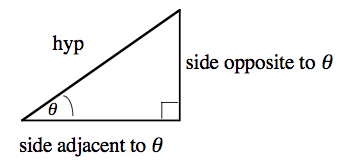 hyp
side opposite to θ
θ
side adjacent to θ